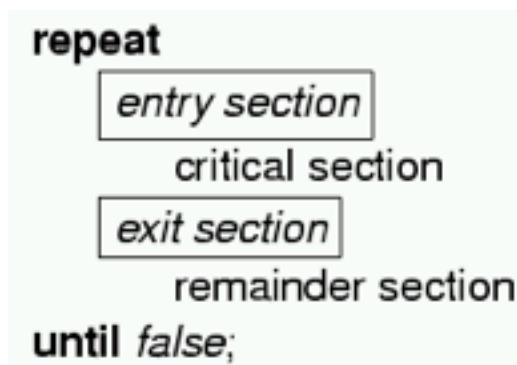 repeat
entry section
critical section
exit section
remainder section
until false;